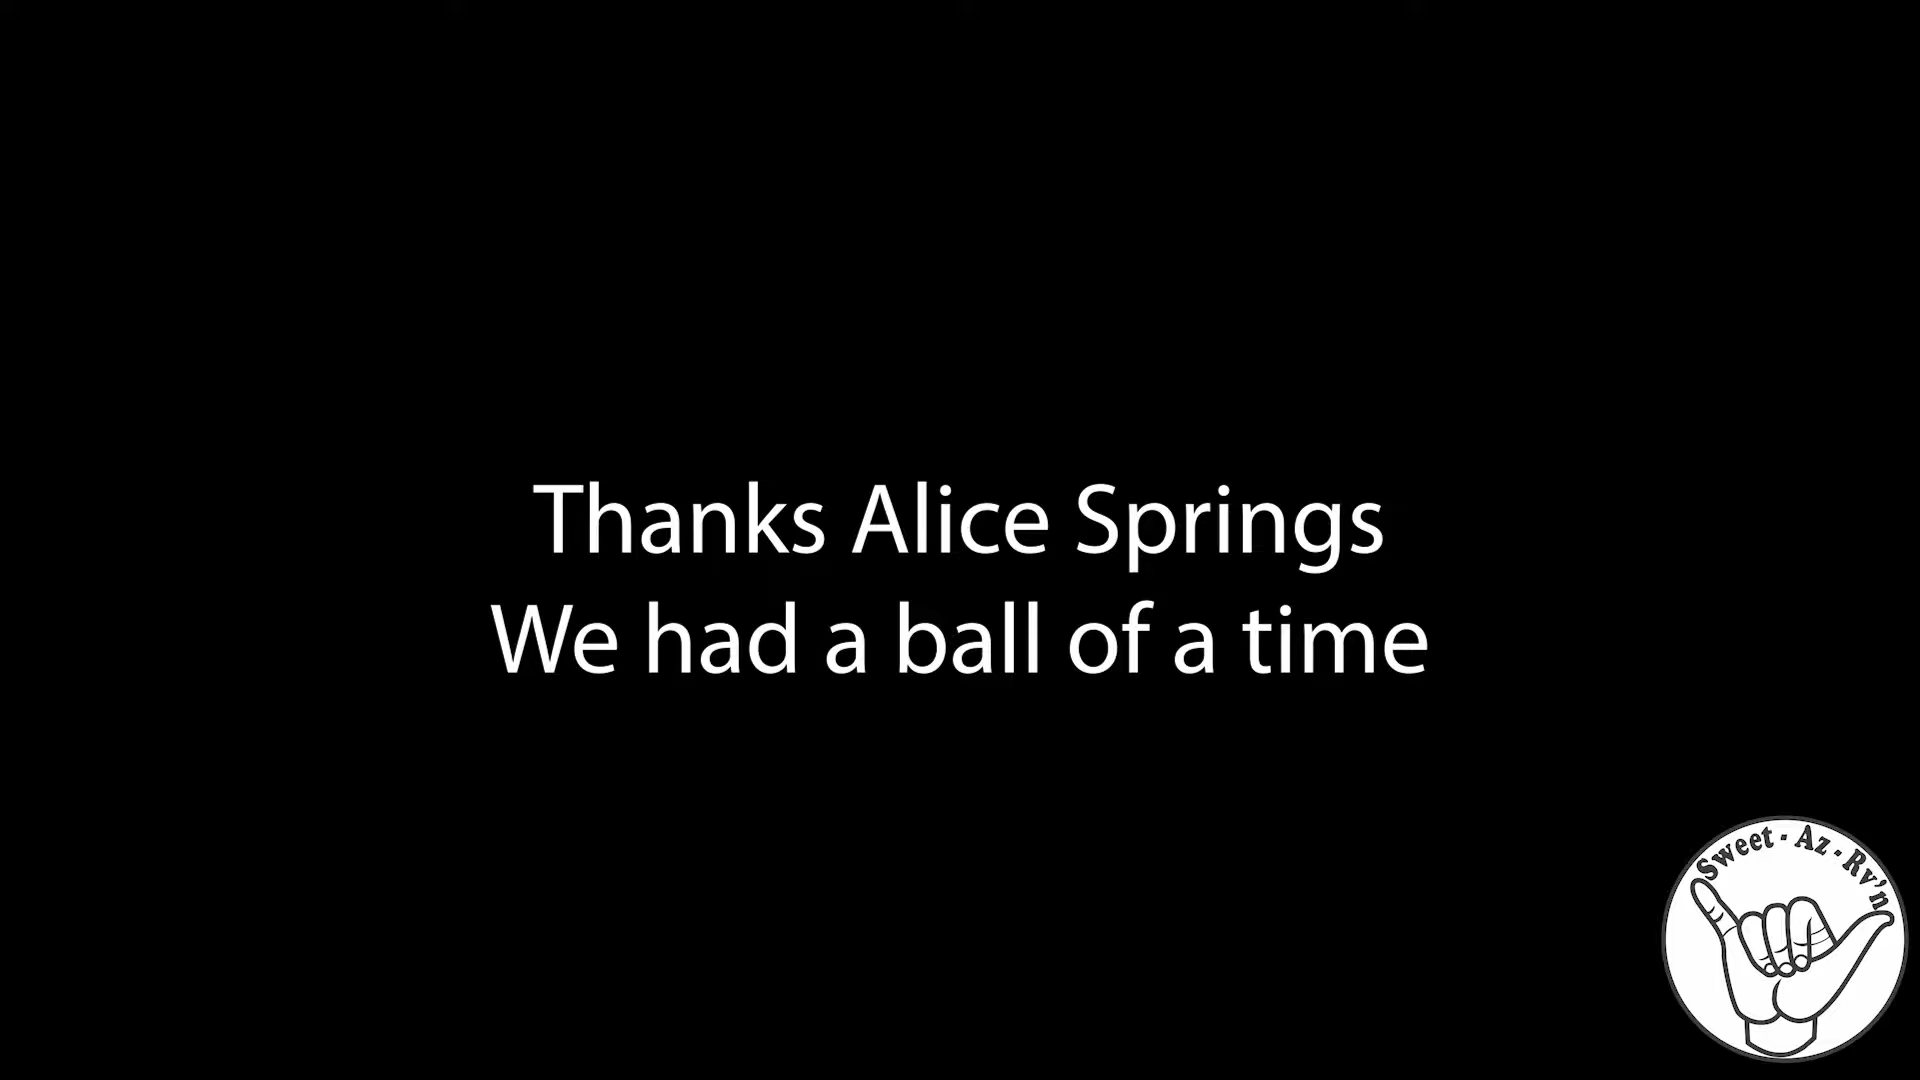 Thanks Alice Springs
We had a ball of a time
Sweet - Az - Rv'n